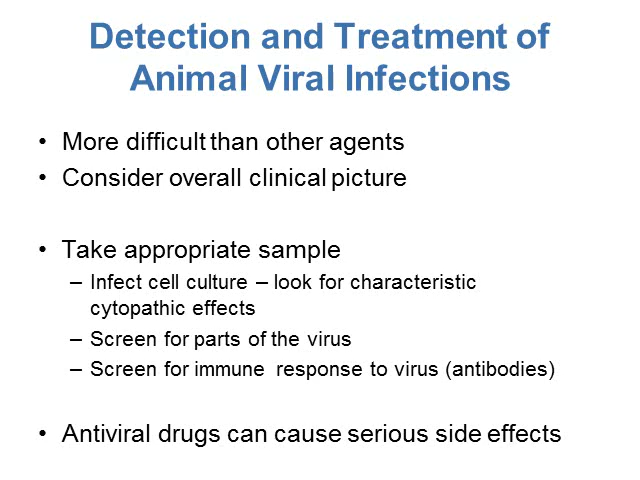 Detection and Treatment of
Animal Viral Infections
• More difficult than other agents
• Consider overall clinical picture
• Take appropriate sample
– Infect cell culture – look for characteristic
cytopathic effects
– Screen for parts of the virus
– Screen for immune response to virus (antibodies)
• Antiviral drugs can cause serious side effects